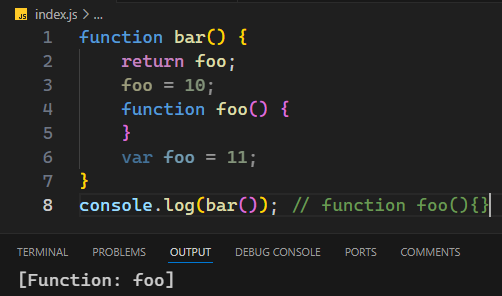 JS index.js > ...
1 function bar() {
2     return foo;
3     foo = 10;
4     function foo() {
5     }
6     var foo = 11;
7 }
8 console.log(bar()); // function foo(){}
TERMINAL PROBLEMS OUTPUT DEBUG CONSOLE PORTS COMMENTS
[Function: foo]